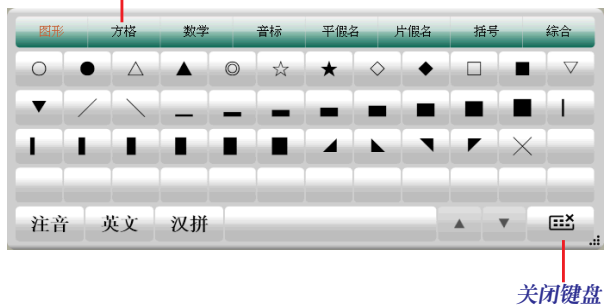 图形 方格 数学 音标 平假名 片假名 括号 综合
○ ● △ ▲ ◎ ☆ ★ ◇ ◆ □ ■ ▽
▼ ╱ ╲ ▁ ▂ ▃ ▄ ▅ ▆ ▇ █ ▏
▎ ▍ ▌ ▋ ▊ ▉ ◢ ◣ ◥ ◤ ╳
注音 英文 汉拼 ▲ ▼
关闭键盘